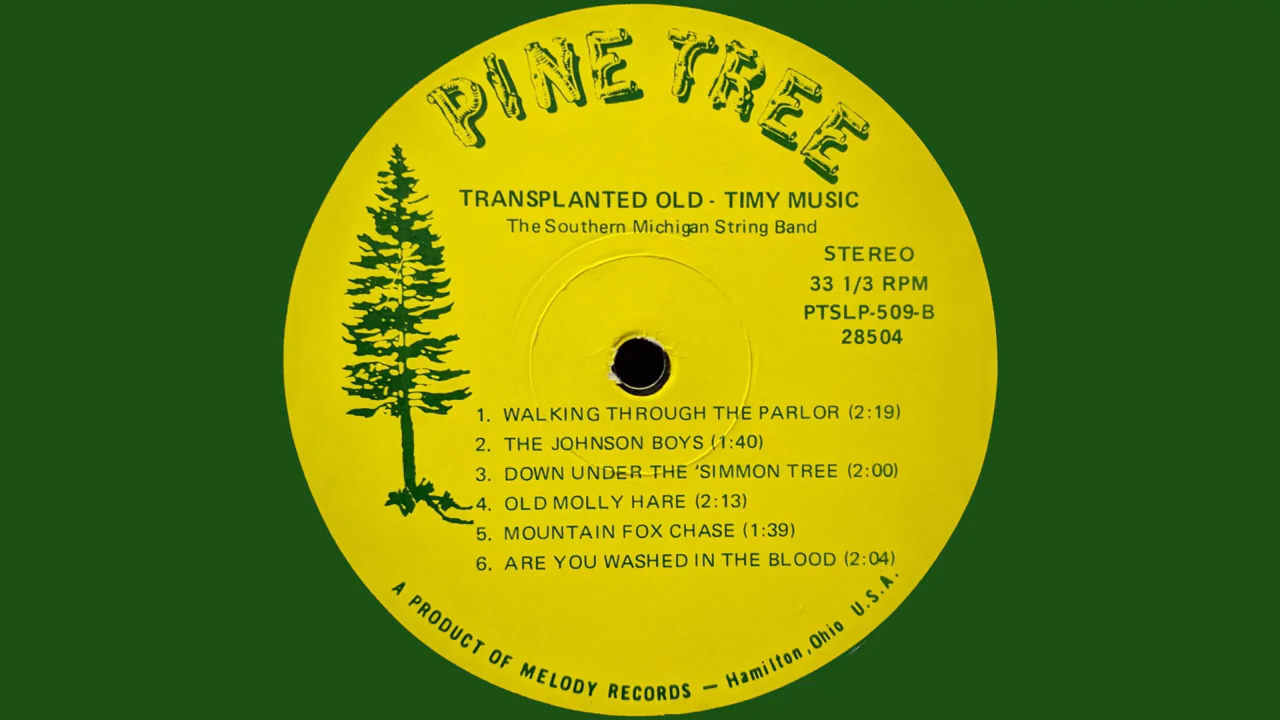 PINE TREE
TRANSPLANTED OLD - TIMY MUSIC
The Southern Michigan String Band
STEREO
33 1/3 RPM
PTSLP-509-B
28504
1. WALKING THROUGH THE PARLOR (2:19)
2. THE JOHNSON BOYS (1:40)
3. DOWN UNDER THE 'SIMMON TREE (2:00)
4. OLD MOLLY HARE (2:13)
5. MOUNTAIN FOX CHASE (1:39)
6. ARE YOU WASHED IN THE BLOOD (2:04)
A PRODUCT OF MELODY RECORDS — Hamilton, Ohio U.S.A.